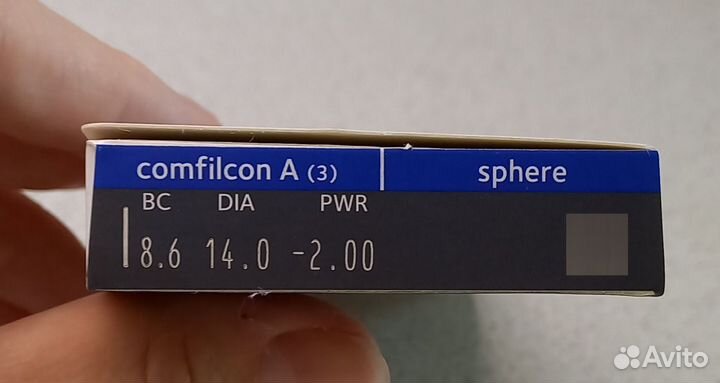 comfilcon A (3) sphere
BC DIA PWR
8.6 14.0 -2.00
Avito